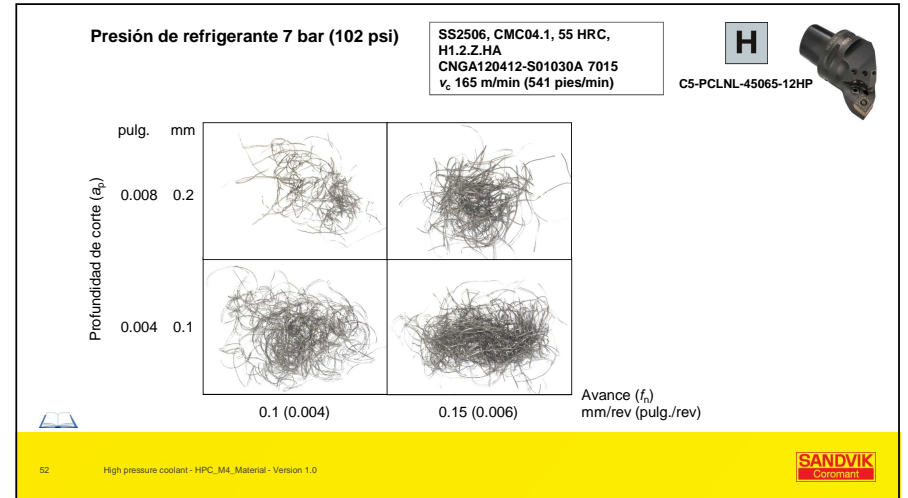 Presión de refrigerante 7 bar (102 psi)
SS2506, CMC04.1, 55 HRC,
H1.2.Z.HA
CNGA120412-S01030A 7015
vc 165 m/min (541 pies/min)
H
C5-PCLNL-45065-12HP
pulg. mm
Profundidad de corte (ap)
0.008 0.2
0.004 0.1
0.1 (0.004) 0.15 (0.006)
Avance (fn)
mm/rev (pulg./rev)
52 High pressure coolant - HPC_M4_Material - Version 1.0
SANDVIK
Coromant